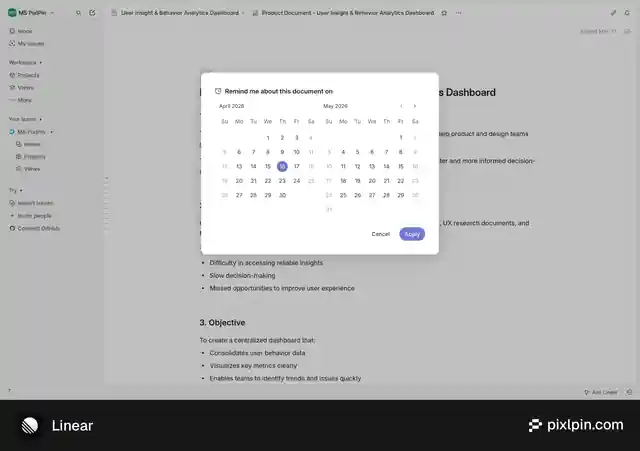 MS PixlPin
User Insight & Behavior Analytics Dashboard
Product Document – User Insight & Behavior Analytics Dashboard
Inbox
My issues
Workspace
Projects
Views
More
Your teams
MS PixlPin
Issues
Projects
Views
Try
Import issues
Invite people
Connect GitHub
s Dashboard
Remind me about this document on
April 2026
May 2026
Su Mo Tu We Th Fr Sa
Su Mo Tu We Th Fr Sa
1 2 3 4
1 2
5 6 7 8 9 10 11
3 4 5 6 7 8 9
12 13 14 15 16 17 18
10 11 12 13 14 15 16
19 20 21 22 23 24 25
17 18 19 20 21 22 23
26 27 28 29 30
24 25 26 27 28 29 30
31
Cancel
Apply
elp product and design teams
ter and more informed decision-
, UX research documents, and
• Difficulty in accessing reliable insights
• Slow decision-making
• Missed opportunities to improve user experience
3. Objective
To create a centralized dashboard that:
• Consolidates user behavior data
• Visualizes key metrics clearly
• Enables teams to identify trends and issues quickly
Ask Linear
Linear
pixlpin.com